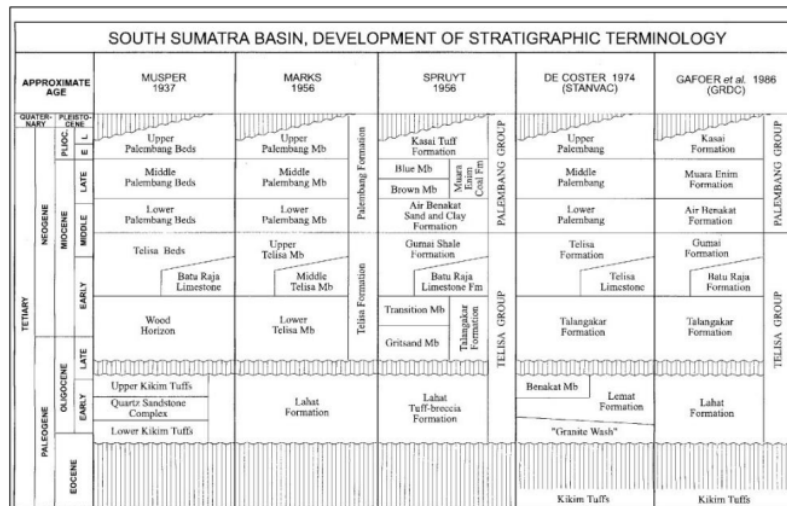 SOUTH SUMATRA BASIN, DEVELOPMENT OF STRATIGRAPHIC TERMINOLOGY
APPROXIMATE
AGE
MUSPER
1937
MARKS
1956
SPRUYT
1956
DE COSTER 1974
(STANVAC)
GAFOER et al. 1986
(GRDC)
QUATER-
NARY
PLEISTO-
CENE
TETIARY
NEOGENE
PALEOGENE
PLIOC.
MIOCENE
OLIGOCENE
EOCENE
L
E
LATE
MIDDLE
EARLY
LATE
EARLY
Upper
Palembang Beds
Middle
Palembang Beds
Lower
Palembang Beds
Telisa Beds
Batu Raja
Limestone
Wood
Horizon
Upper Kikim Tuffs
Quartz Sandstone
Complex
Lower Kikim Tuffs
Upper
Palembang Mb
Middle
Palembang Mb
Lower
Palembang Mb
Upper
Telisa Mb
Middle
Telisa Mb
Lower
Telisa Mb
Lahat
Formation
Palembang Formation
Telisa Formation
Kasai Tuff
Formation
Blue Mb
Brown Mb
Muara
Enim
Coal Fm
Air Benakat
Sand and Clay
Formation
Gumai Shale
Formation
Batu Raja
Limestone Fm
Transition Mb
Gritsand Mb
Talangakar
Formation
Lahat
Tuff-breccia
Formation
PALEMBANG GROUP
TELISA GROUP
Upper
Palembang
Middle
Palembang
Lower
Palembang
Telisa
Formation
Telisa
Limestone
Talangakar
Formation
Benakat Mb
Lemat
Formation
"Granite Wash"
Kikim Tuffs
Kasai
Formation
Muara Enim
Formation
Air Benakat
Formation
Gumai
Formation
Batu Raja
Formation
Talangakar
Formation
Lahat
Formation
Kikim Tuffs
PALEMBANG GROUP
TELISA GROUP